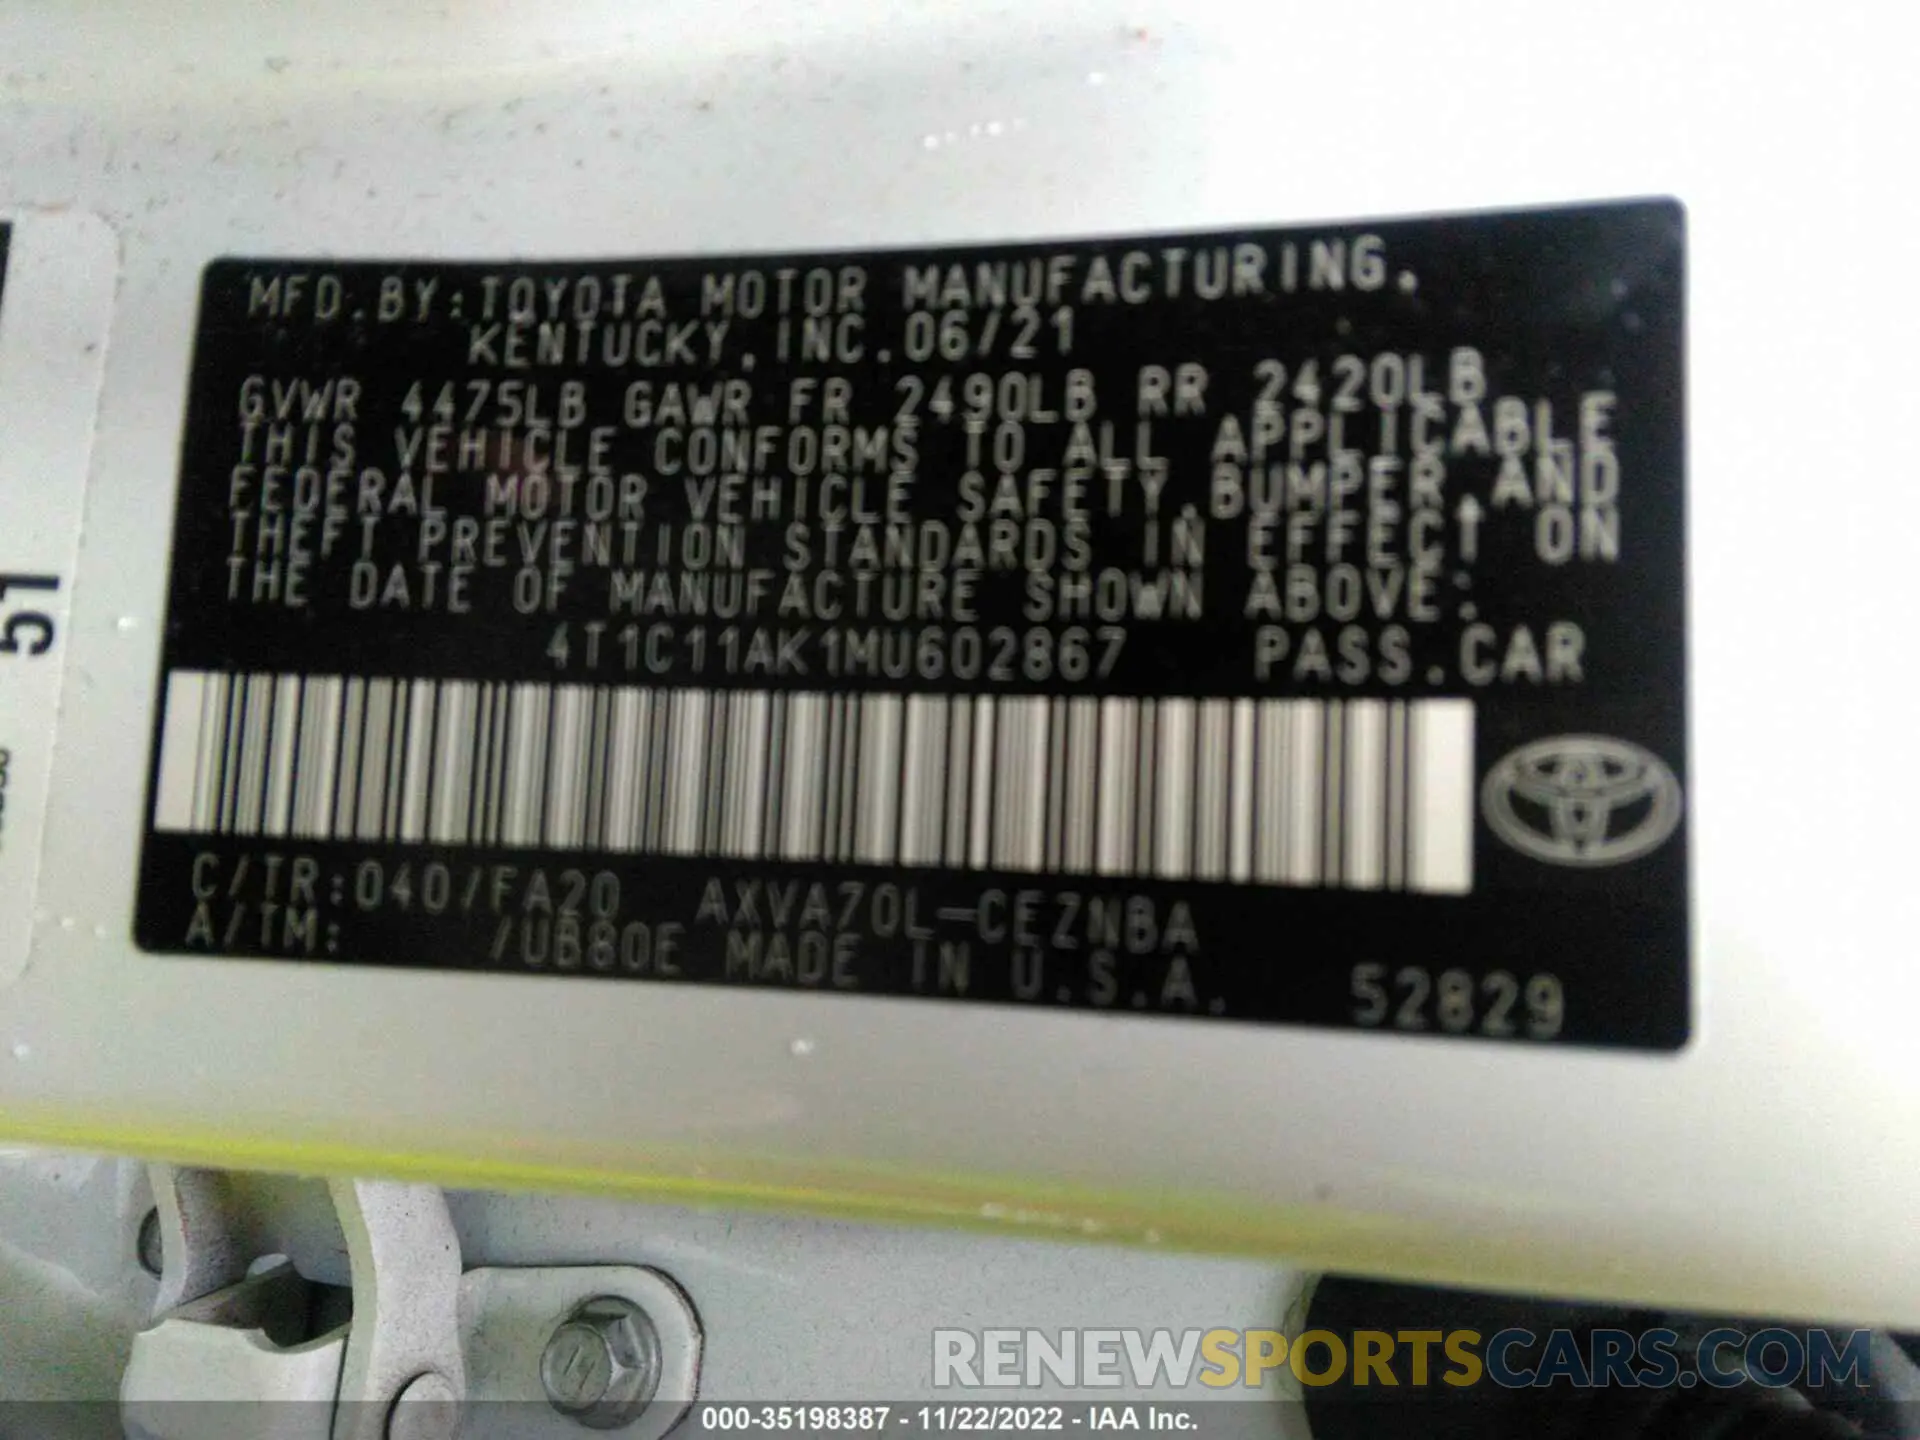 MFD.BY:TOYOTA MOTOR MANUFACTURING.
KENTUCKY, INC.06/21
GVWR 4475LB GAWR FR 2490LB RR 2420LB
THIS VEHICLE CONFORMS TO ALL APPLICABLE
FEDERAL MOTOR VEHICLE SAFETY,BUMPER,AND
THEFT PREVENTION STANDARDS IN EFFECT ON
THE DATE OF MANUFACTURE SHOWN ABOVE:
4T1C11AK1MU602867 PASS.CAR
C/TR:040/FA20 AXVA70L-CEZNBA
A/TM: /UB80E MADE IN U.S.A. 52829
51
RENEWSPORTSCARS.COM
000-35198387 - 11/22/2022 - IAA Inc.